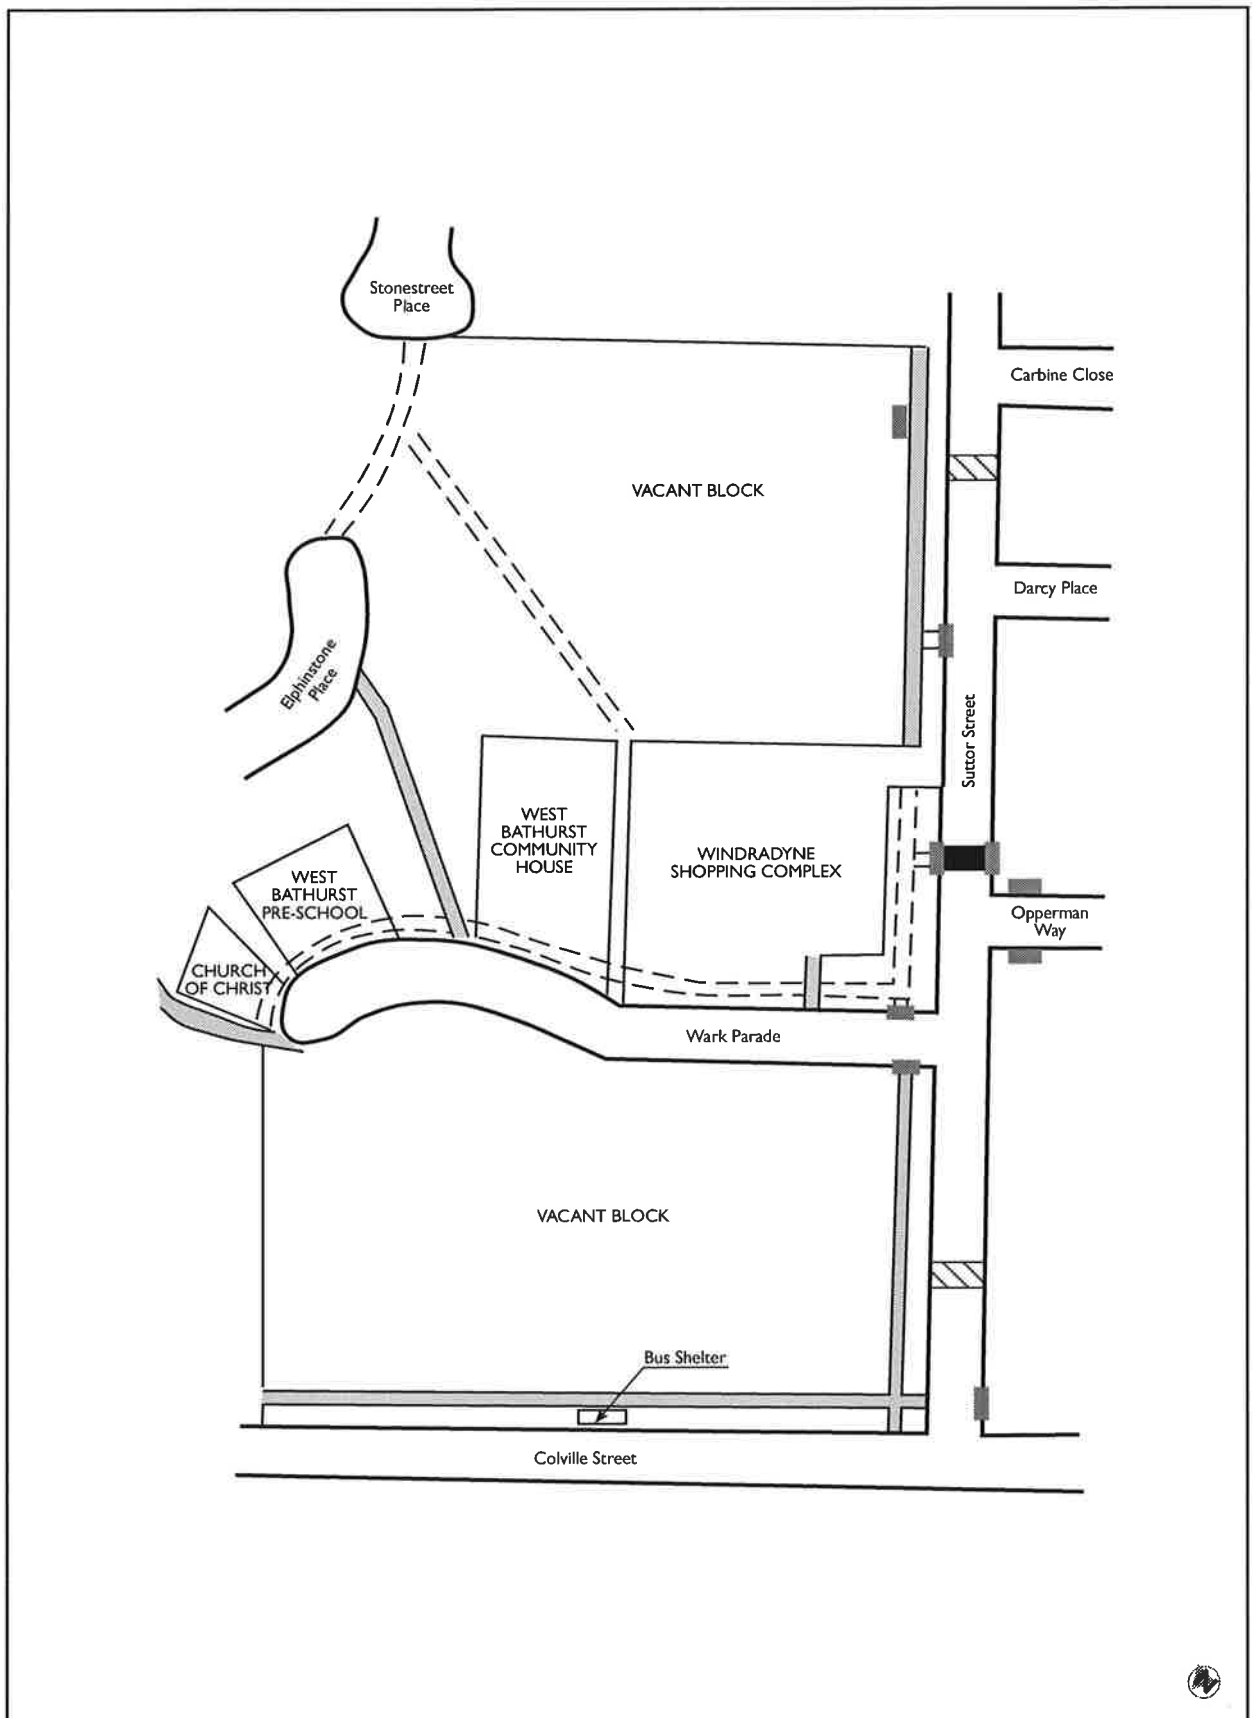 Stonestreet
Place
Carbine Close
VACANT BLOCK
Darcy Place
Elphinstone
Place
Suttor Street
WEST
BATHURST
COMMUNITY
HOUSE
WINDRADYNE
SHOPPING COMPLEX
WEST
BATHURST
PRE-SCHOOL
Opperman
Way
CHURCH
OF CHRIST
Wark Parade
VACANT BLOCK
Bus Shelter
Colville Street